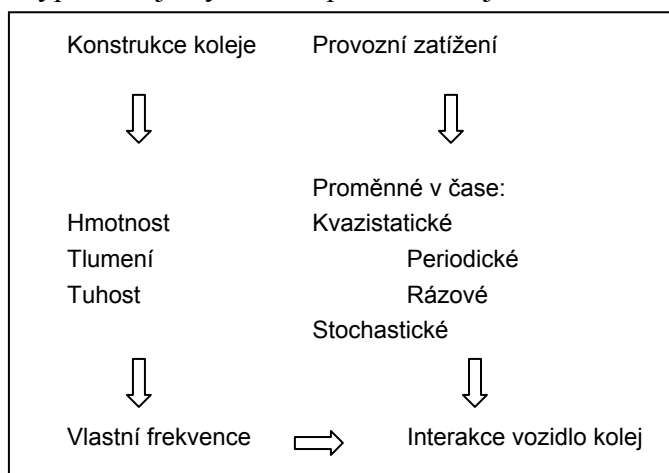 Konstrukce koleje Provozní zatížení
Proměnné v čase:
Hmotnost Kvazistatické
Tlumení Periodické
Tuhost Rázové
Stochastické
Vlastní frekvence Interakce vozidlo kolej